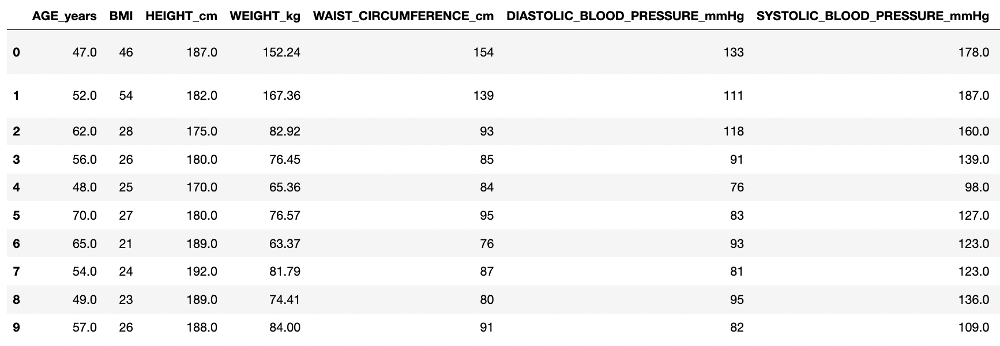 AGE_years BMI HEIGHT_cm WEIGHT_kg WAIST_CIRCUMFERENCE_cm DIASTOLIC_BLOOD_PRESSURE_mmHg SYSTOLIC_BLOOD_PRESSURE_mmHg
0 47.0 46 187.0 152.24 154 133 178.0
1 52.0 54 182.0 167.36 139 111 187.0
2 62.0 28 175.0 82.92 93 118 160.0
3 56.0 26 180.0 76.45 85 91 139.0
4 48.0 25 170.0 65.36 84 76 98.0
5 70.0 27 180.0 76.57 95 83 127.0
6 65.0 21 189.0 63.37 76 93 123.0
7 54.0 24 192.0 81.79 87 81 123.0
8 49.0 23 189.0 74.41 80 95 136.0
9 57.0 26 188.0 84.00 91 82 109.0